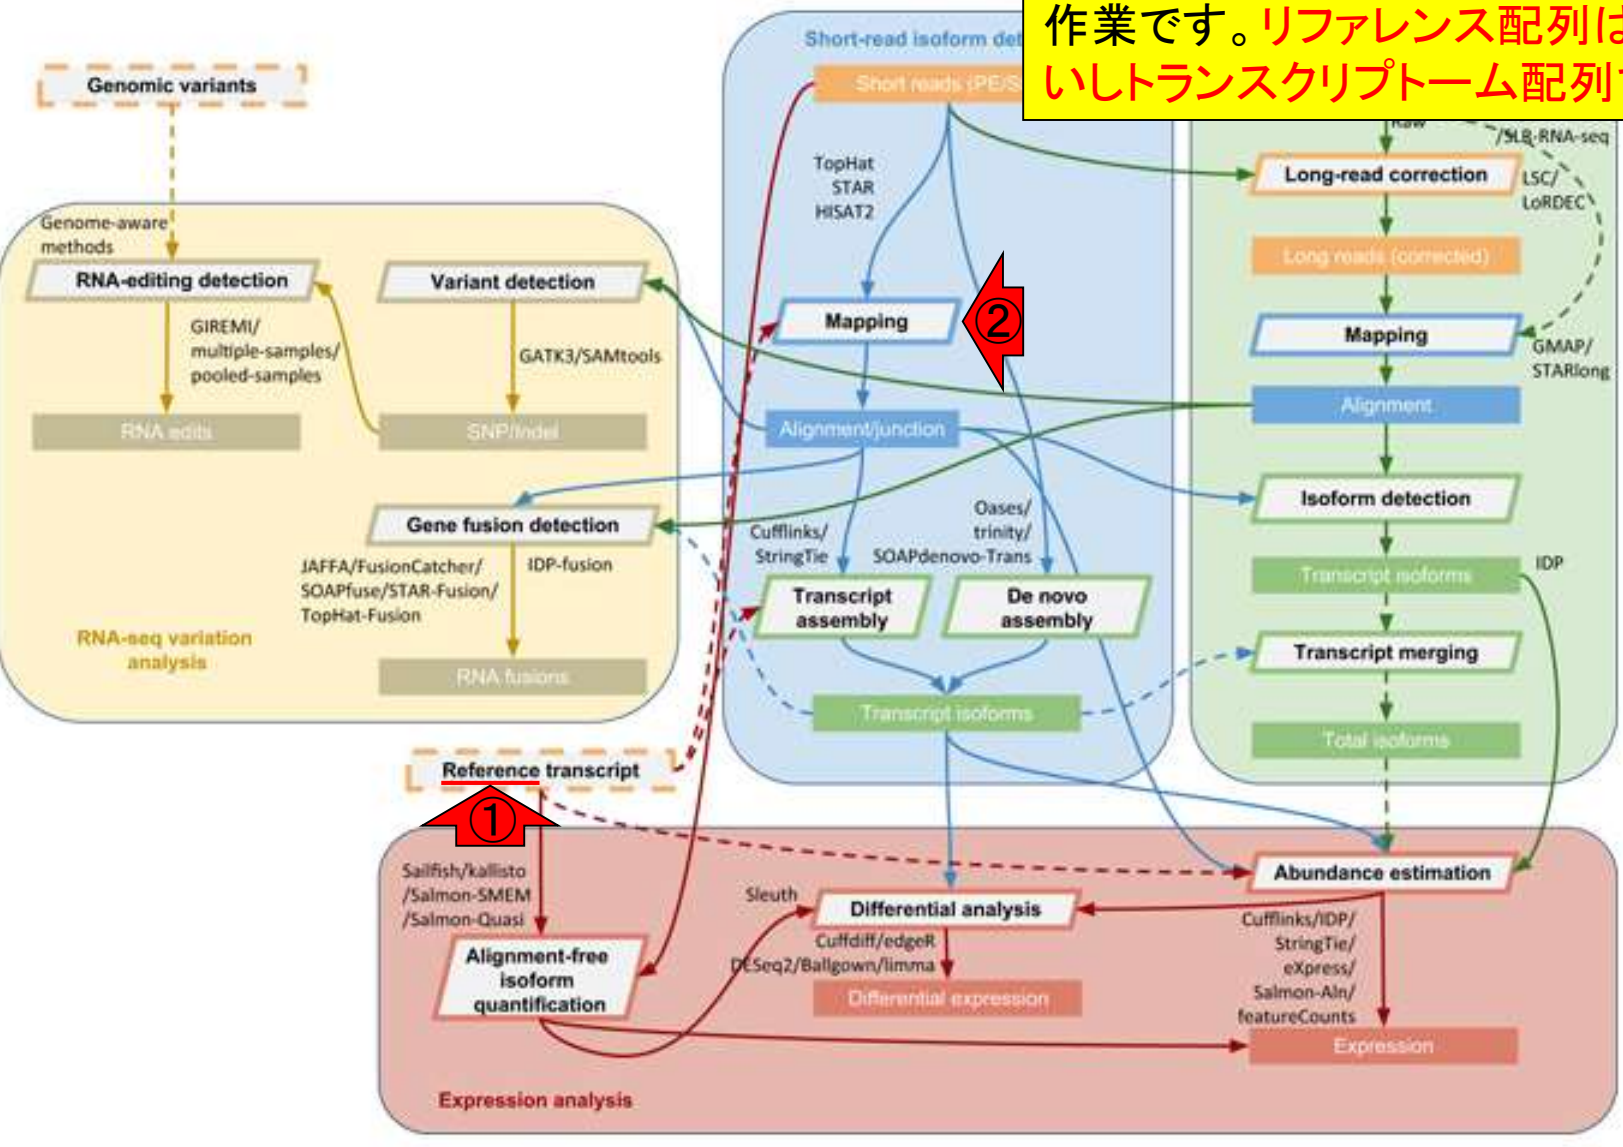 作業です。リファレンス配列は
いしトランスクリプトーム配列
Genomic variants
Genome-aware
methods
RNA-editing detection
GIREMI/
multiple-samples/
pooled-samples
RNA edits
Variant detection
GATK3/SAMtools
SNP/Indel
Gene fusion detection
JAFFA/FusionCatcher/
SOAPfuse/STAR-Fusion/
TopHat-Fusion
IDP-fusion
RNA fusions
RNA-seq variation
analysis
Short-read isoform det
Short reads (PE/S
TopHat
STAR
HISAT2
Mapping
②
Alignment/junction
Cufflinks/
StringTie
Oases/
trinity/
SOAPdenovo-Trans
Transcript
assembly
De novo
assembly
Transcript isoforms
Raw
/SLR-RNA-seq
Long-read correction
LSC/
LoRDEC
Long reads (corrected)
Mapping
GMAP/
STARlong
Alignment
Isoform detection
Transcript isoforms
IDP
Transcript merging
Total isoforms
Reference transcript
①
Sailfish/kallisto
/Salmon-SMEM
/Salmon-Quasi
Alignment-free
isoform
quantification
Sleuth
Differential analysis
Cuffdiff/edgeR
DESeq2/Ballgown/limma
Differential expression
Abundance estimation
Cufflinks/IDP/
StringTie/
eXpress/
Salmon-Aln/
featureCounts
Expression
Expression analysis